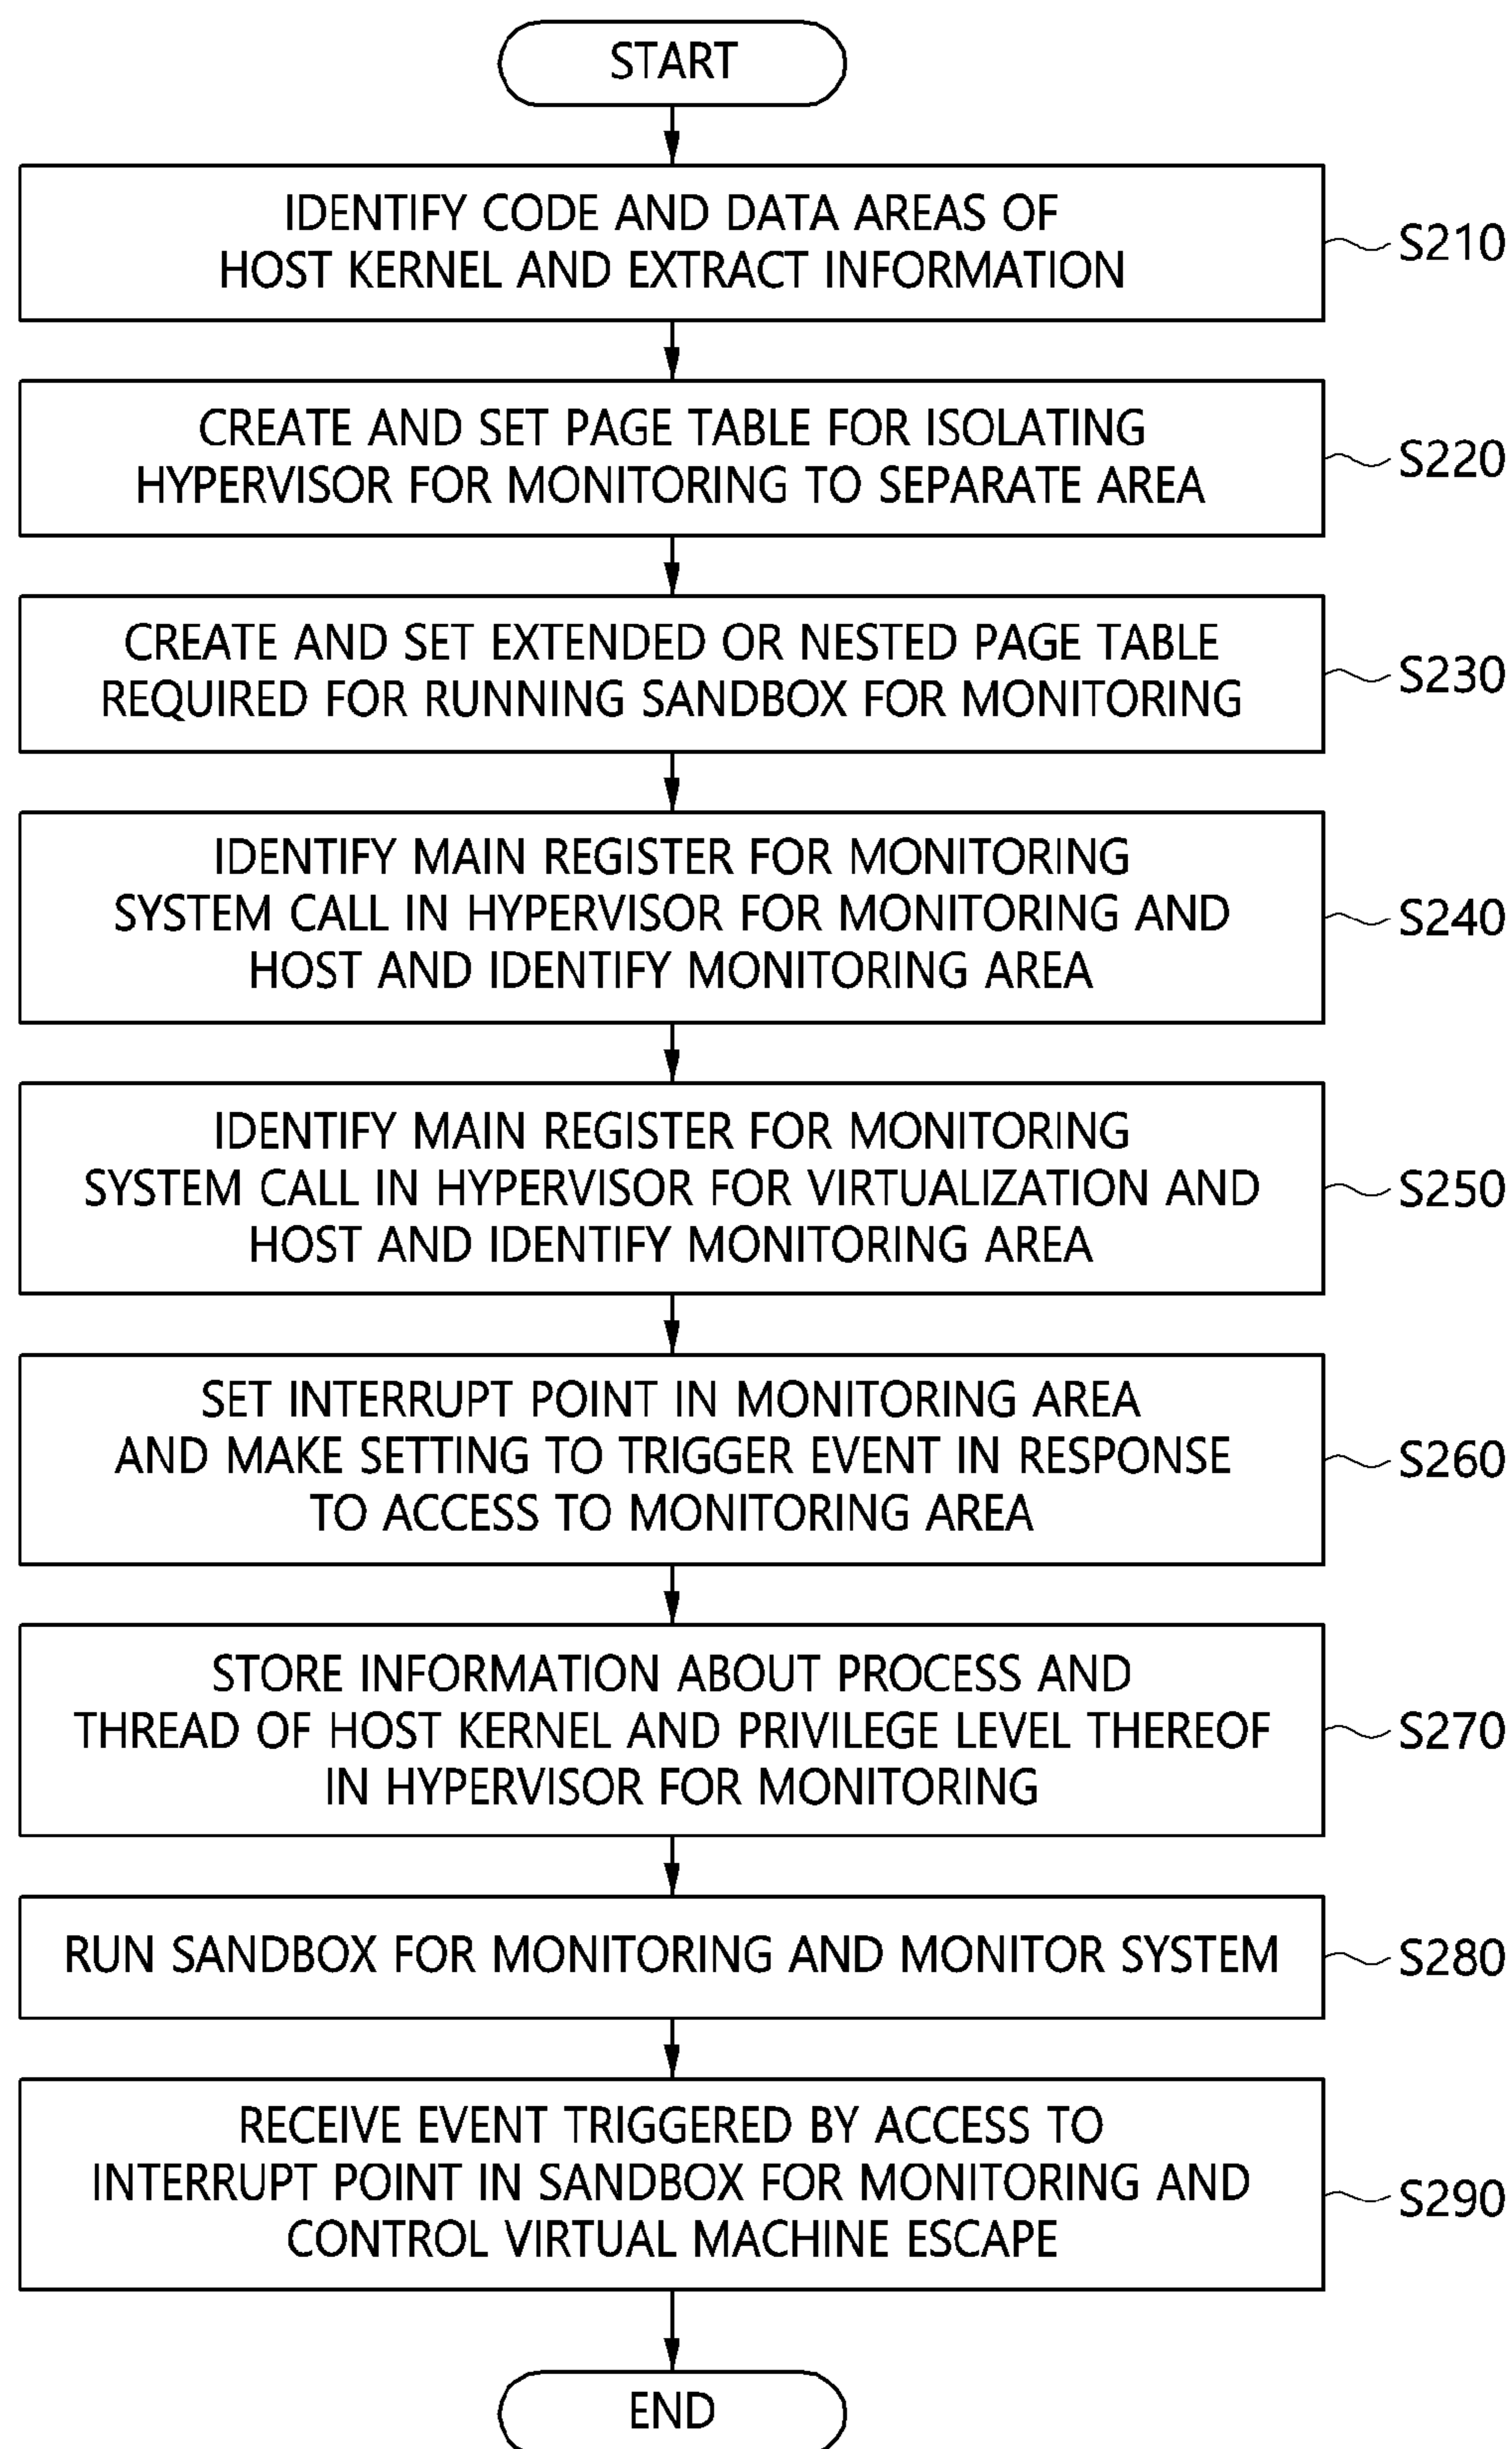 START
IDENTIFY CODE AND DATA AREAS OF
HOST KERNEL AND EXTRACT INFORMATION
S210
CREATE AND SET PAGE TABLE FOR ISOLATING
HYPERVISOR FOR MONITORING TO SEPARATE AREA
S220
CREATE AND SET EXTENDED OR NESTED PAGE TABLE
REQUIRED FOR RUNNING SANDBOX FOR MONITORING
S230
IDENTIFY MAIN REGISTER FOR MONITORING
SYSTEM CALL IN HYPERVISOR FOR MONITORING AND
HOST AND IDENTIFY MONITORING AREA
S240
IDENTIFY MAIN REGISTER FOR MONITORING
SYSTEM CALL IN HYPERVISOR FOR VIRTUALIZATION AND
HOST AND IDENTIFY MONITORING AREA
S250
SET INTERRUPT POINT IN MONITORING AREA
AND MAKE SETTING TO TRIGGER EVENT IN RESPONSE
TO ACCESS TO MONITORING AREA
S260
STORE INFORMATION ABOUT PROCESS AND
THREAD OF HOST KERNEL AND PRIVILEGE LEVEL THEREOF
IN HYPERVISOR FOR MONITORING
S270
RUN SANDBOX FOR MONITORING AND MONITOR SYSTEM
S280
RECEIVE EVENT TRIGGERED BY ACCESS TO
INTERRUPT POINT IN SANDBOX FOR MONITORING AND
CONTROL VIRTUAL MACHINE ESCAPE
S290
END